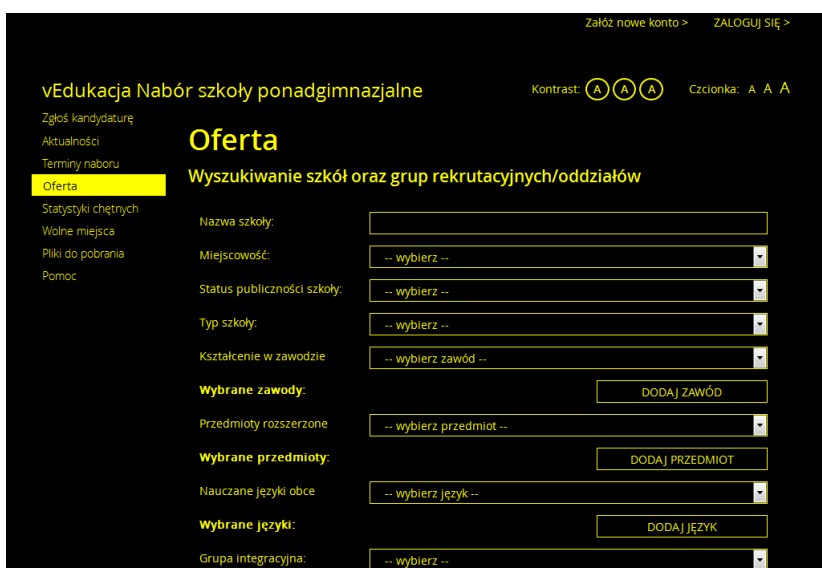 Załóż nowe konto > ZALOGUJ SIĘ >
vEdukacja Nabór szkoły ponadgimnazjalne
Kontrast: A A A Czcionka: A A A
Zgłoś kandydaturę
Aktualności
Terminy naboru
Oferta
Statystyki chętnych
Wolne miejsca
Pliki do pobrania
Pomoc
Oferta
Wyszukiwanie szkół oraz grup rekrutacyjnych/oddziałów
Nazwa szkoły:
Miejscowość: -- wybierz --
Status publiczności szkoły: -- wybierz --
Typ szkoły: -- wybierz --
Kształcenie w zawodzie -- wybierz zawód --
Wybrane zawody: DODAJ ZAWÓD
Przedmioty rozszerzone -- wybierz przedmiot --
Wybrane przedmioty: DODAJ PRZEDMIOT
Nauczane języki obce -- wybierz język --
Wybrane języki: DODAJ JĘZYK
Grupa integracyjna: -- wybierz --